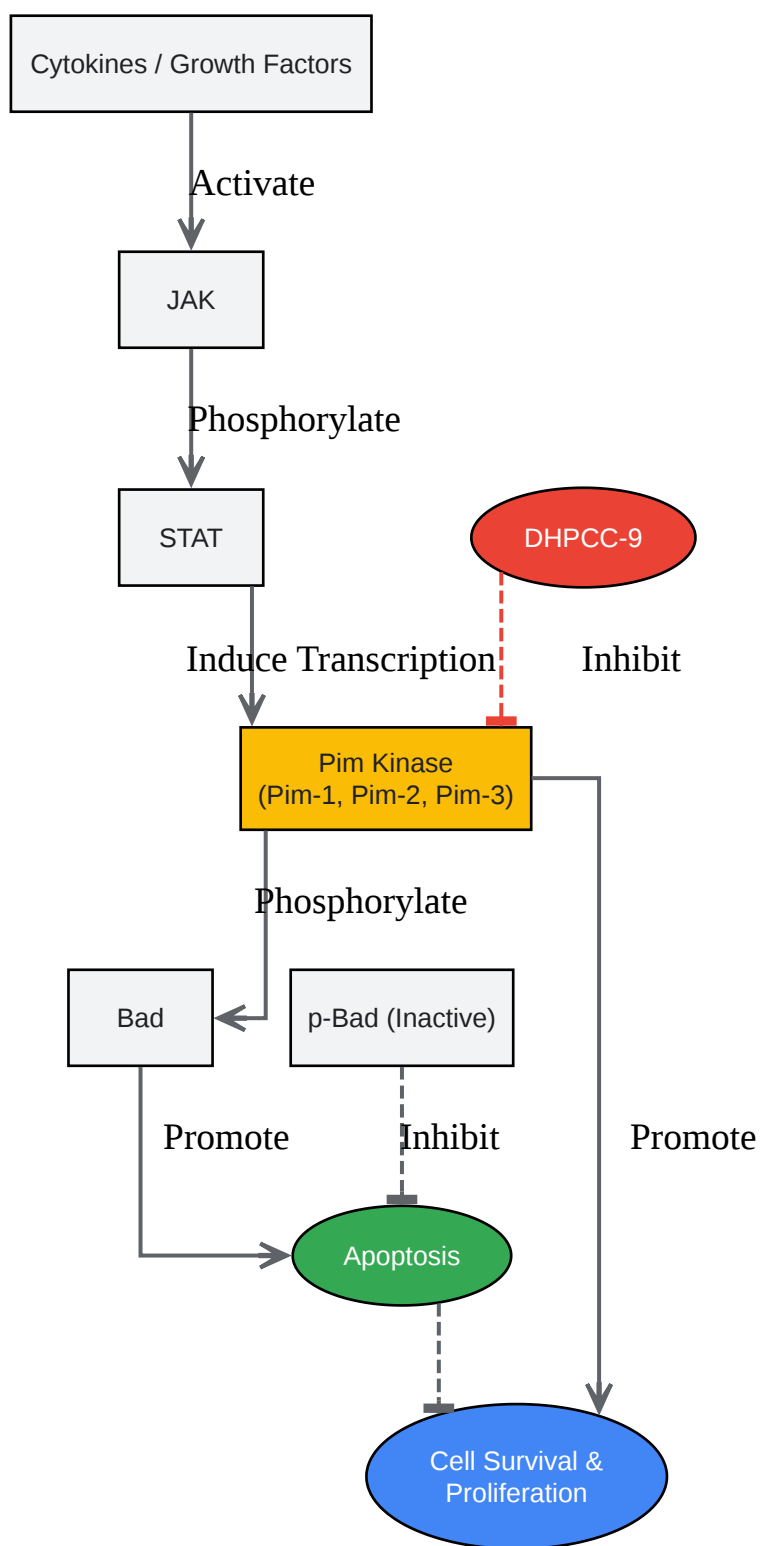 Cytokines / Growth Factors
Activate
JAK
Phosphorylate
STAT
DHPCC-9
Induce Transcription
Inhibit
Pim Kinase
(Pim-1, Pim-2, Pim-3)
Phosphorylate
Bad
p-Bad (Inactive)
Promote
Inhibit
Promote
Apoptosis
Cell Survival &
Proliferation